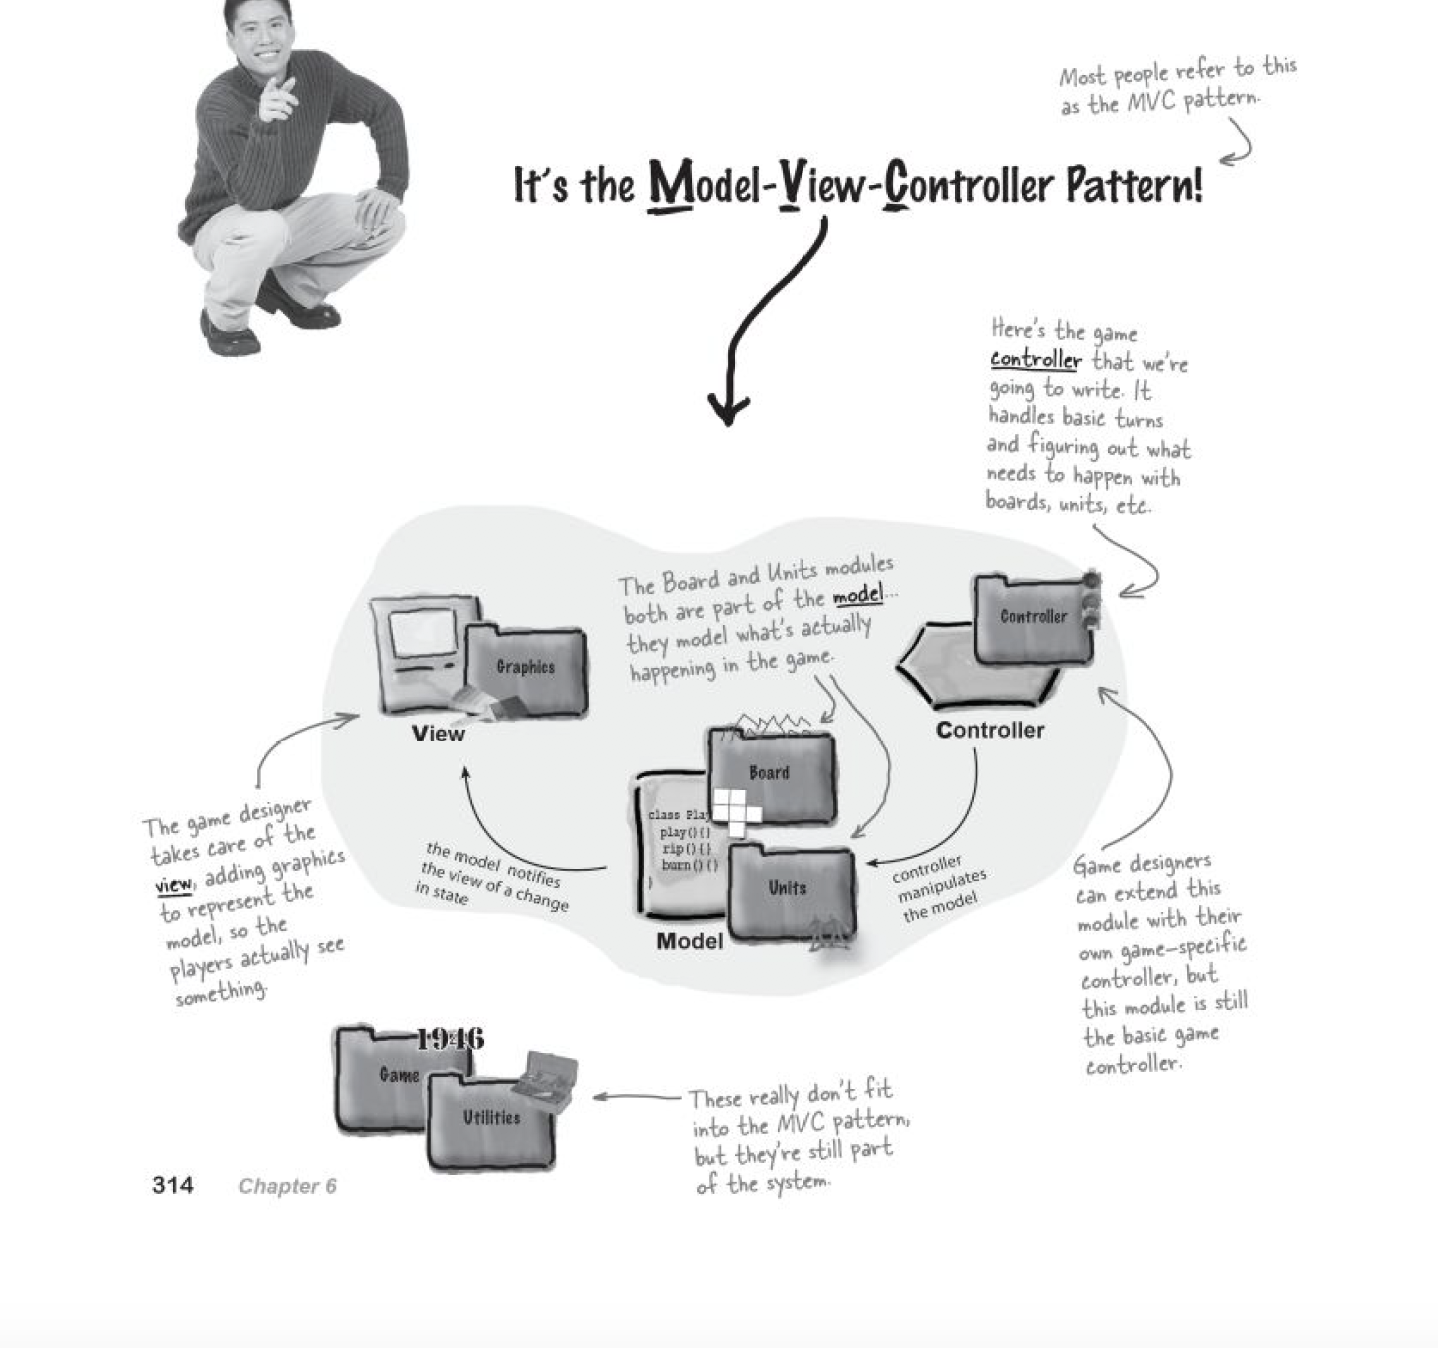 Most people refer to this
as the MVC pattern.
It's the Model-View-Controller Pattern!
Here's the game
controller that we're
going to write. It
handles basic turns
and figuring out what
needs to happen with
boards, units, etc.
The Board and Units modules
both are part of the model...
they model what's actually
happening in the game.
Controller
Graphics
View
Controller
Board
class Pla
play(){}
rip(){}
burn(){}
}
Units
Model
the model notifies
the view of a change
in state
controller
manipulates
the model
The game designer
takes care of the
view, adding graphics
to represent the
model, so the
players actually see
something.
Game designers
can extend this
module with their
own game-specific
controller, but
this module is still
the basic game
controller.
1946
Game
Utilities
These really don't fit
into the MVC pattern,
but they're still part
of the system.
314 Chapter 6